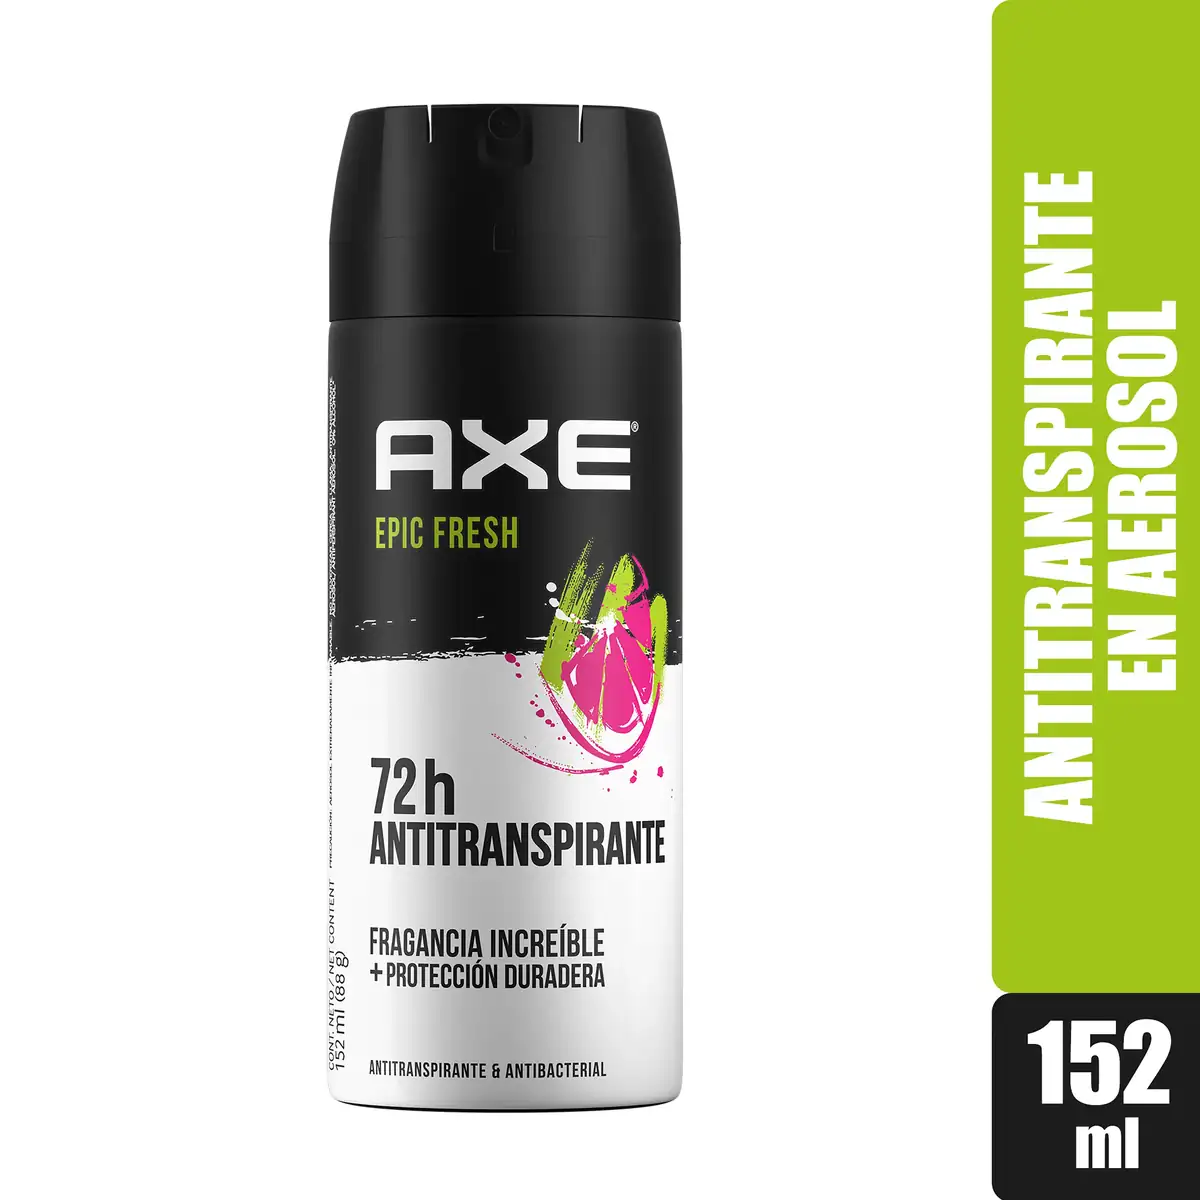 AXE®
EPIC FRESH
72h
ANTITRANSPIRANTE
FRAGANCIA INCREÍBLE
+ PROTECCIÓN DURADERA
ANTITRANSPIRANTE & ANTIBACTERIAL
CONT. NETO / NET CONTENT
152 ml (88 g)
ANTITRANSPIRANTE
EN AEROSOL
152
ml